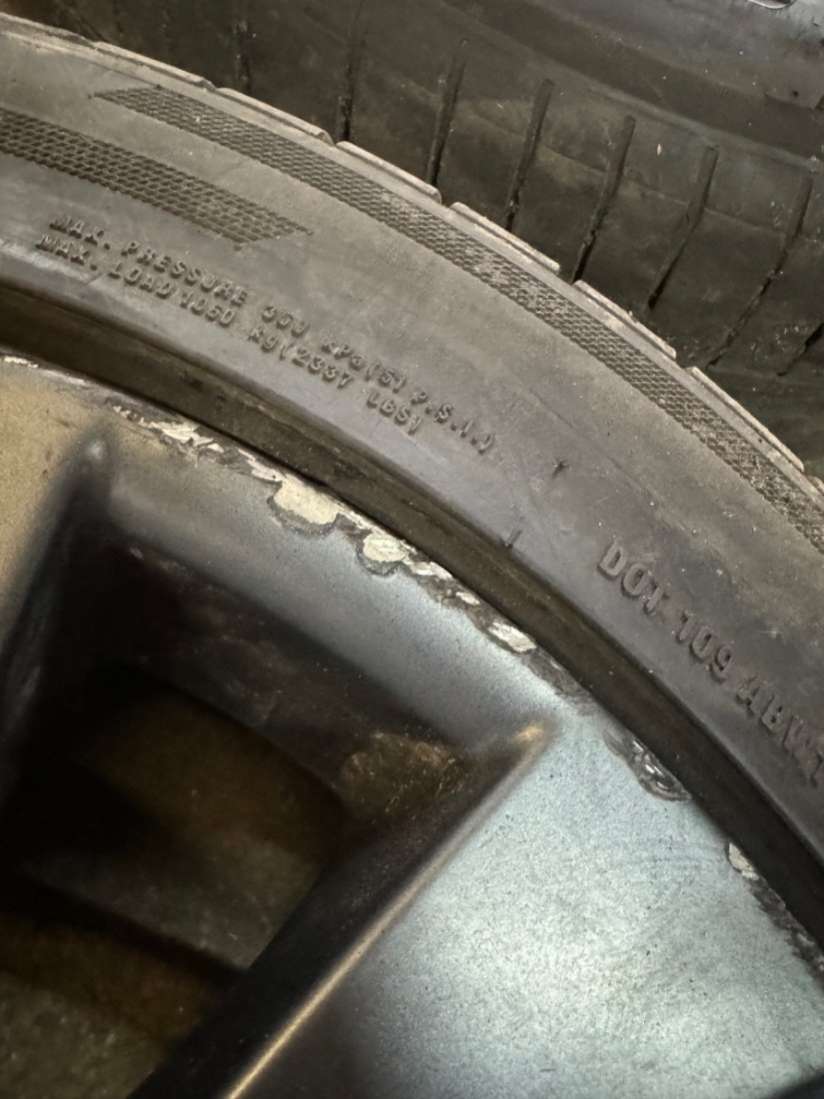 MAX. PRESSURE 350 KPa (51 P.S.I.)
MAX. LOAD 1060 Kg (2337 LBS)
DOT 109